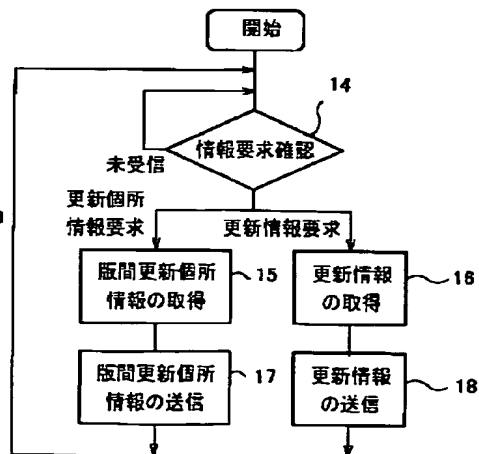 開始
14
情報要求確認
未受信
更新個所
情報要求
更新情報要求
版間更新個所
情報の取得
15
更新情報
の取得
16
版間更新個所
情報の送信
17
更新情報
の送信
18